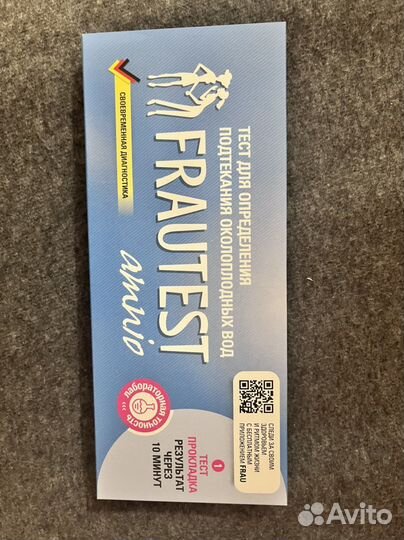 СВОЕВРЕМЕННАЯ ДИАГНОСТИКА
FRAUTEST
amnio
ТЕСТ ДЛЯ ОПРЕДЕЛЕНИЯ
ПОДТЕКАНИЯ ОКОЛОПЛОДНЫХ ВОД
лабораторная
точность
1
ТЕСТ
ПРОКЛАДКА
РЕЗУЛЬТАТ
ЧЕРЕЗ
10 МИНУТ
СЛЕДИ ЗА СВОИМ
ЗДОРОВЬЕМ
И РИТМОМ ЖИЗНИ
С БЕСПЛАТНЫМ
ПРИЛОЖЕНИЕМ FRAU
Avito